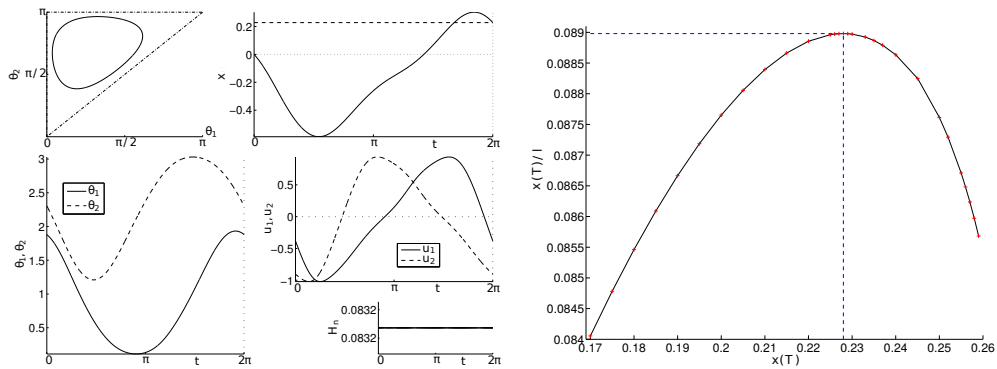 π
θ2
π/2
0
π/2
π
θ1
x
0.2
0
−0.2
−0.4
0
π
t
2π
θ1, θ2
3
2.5
2
1.5
1
0.5
θ1
θ2
0
π
t
2π
u1, u2
0.5
0
−0.5
−1
u1
u2
0
π
t
2π
Hn
0.0832
0.0832
0
π
t
2π
x(T)/l
0.089
0.0885
0.088
0.0875
0.087
0.0865
0.086
0.0855
0.085
0.0845
0.084
0.17
0.18
0.19
0.2
0.21
0.22
0.23
0.24
0.25
0.26
x(T)